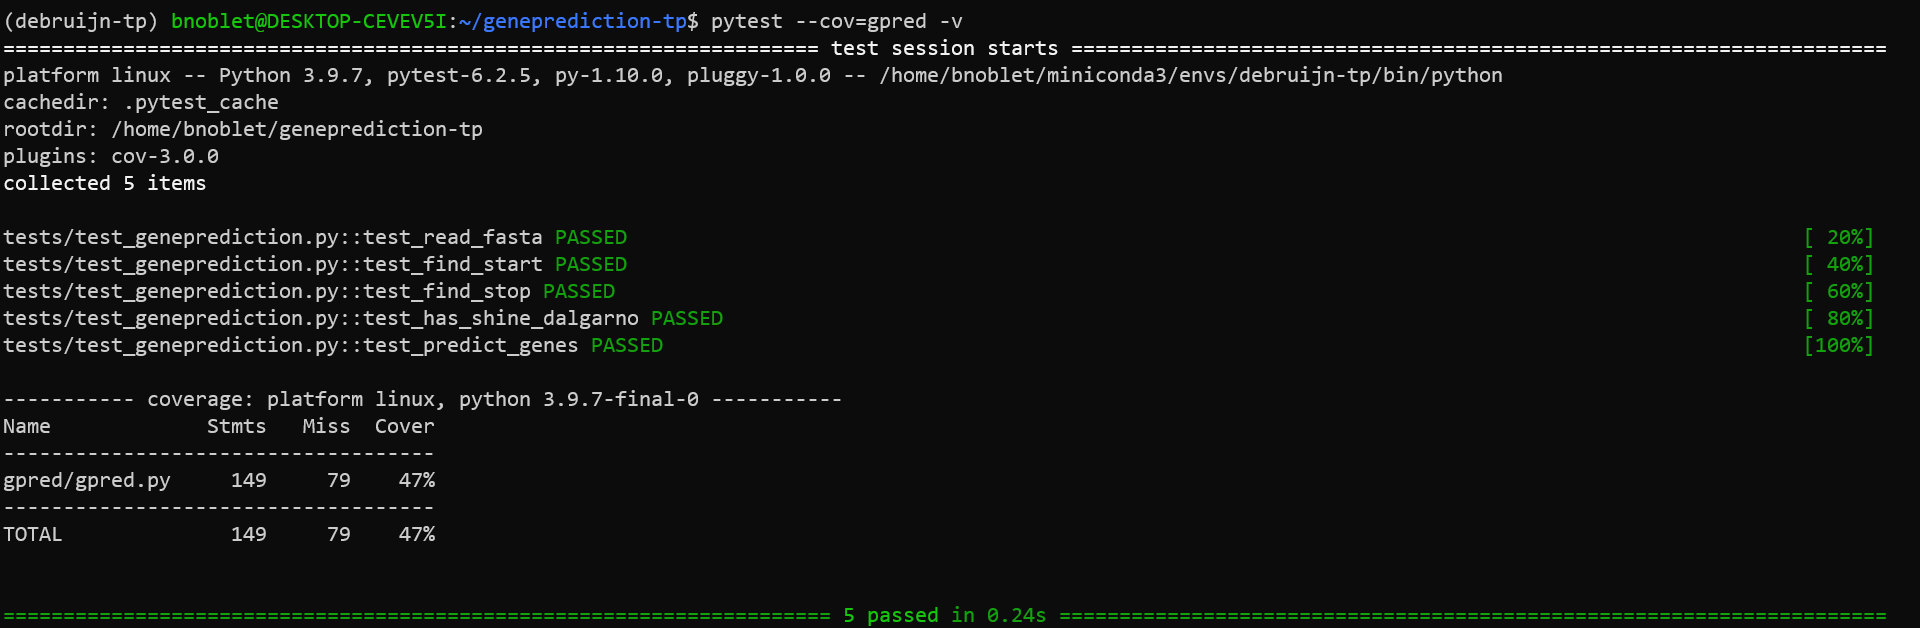 (debruijn-tp) bnoblet@DESKTOP-CEVEV5I:~/geneprediction-tp$ pytest --cov=gpred -v
==================================================================== test session starts ====================================================================
platform linux -- Python 3.9.7, pytest-6.2.5, py-1.10.0, pluggy-1.0.0 -- /home/bnoblet/miniconda3/envs/debruijn-tp/bin/python
cachedir: .pytest_cache
rootdir: /home/bnoblet/geneprediction-tp
plugins: cov-3.0.0
collected 5 items
tests/test_geneprediction.py::test_read_fasta PASSED [ 20%]
tests/test_geneprediction.py::test_find_start PASSED [ 40%]
tests/test_geneprediction.py::test_find_stop PASSED [ 60%]
tests/test_geneprediction.py::test_has_shine_dalgarno PASSED [ 80%]
tests/test_geneprediction.py::test_predict_genes PASSED [100%]
----------- coverage: platform linux, python 3.9.7-final-0 -----------
Name             Stmts   Miss  Cover
------------------------------------
gpred/gpred.py     149     79    47%
------------------------------------
TOTAL              149     79    47%
===================================================================== 5 passed in 0.24s =====================================================================